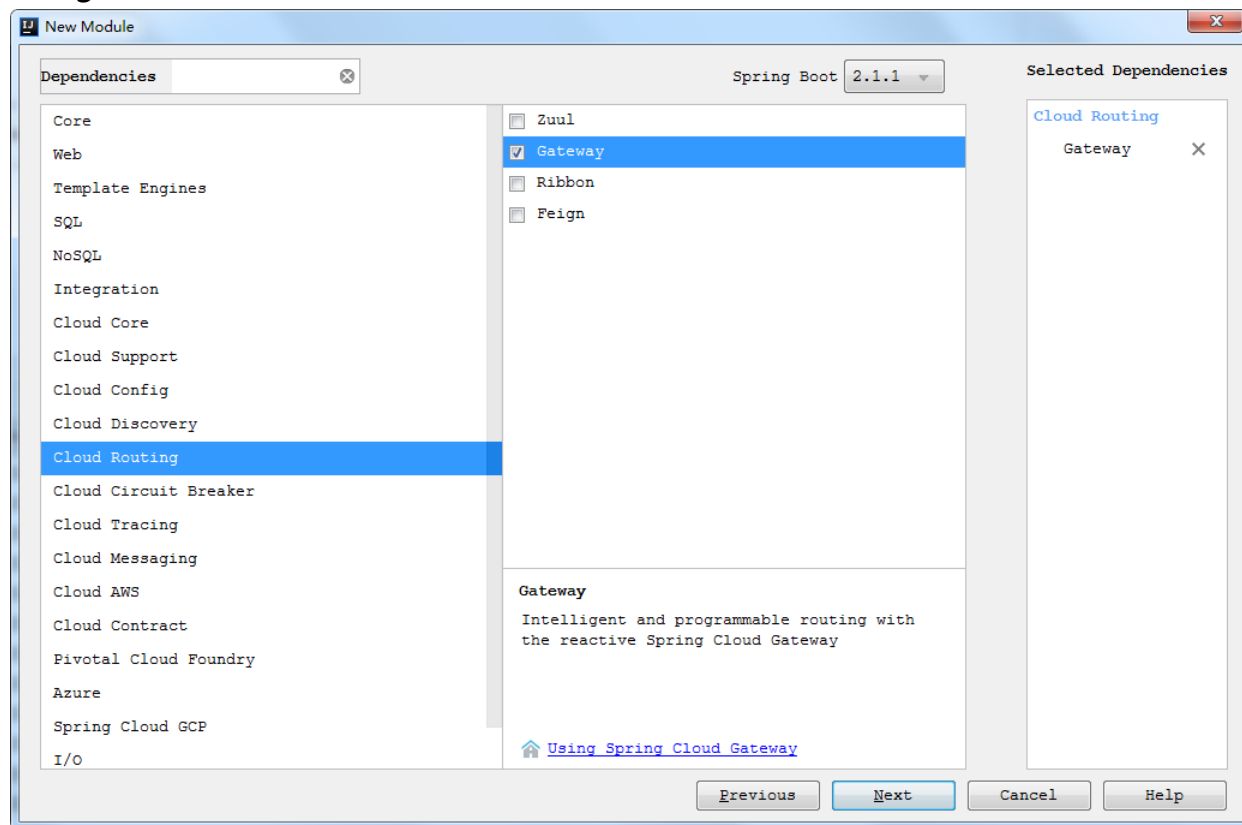 New Module
Dependencies
Spring Boot 2.1.1
Selected Dependencies
Core
Web
Template Engines
SQL
NoSQL
Integration
Cloud Core
Cloud Support
Cloud Config
Cloud Discovery
Cloud Routing
Cloud Circuit Breaker
Cloud Tracing
Cloud Messaging
Cloud AWS
Cloud Contract
Pivotal Cloud Foundry
Azure
Spring Cloud GCP
I/O
Zuul
Gateway
Ribbon
Feign
Gateway
Intelligent and programmable routing with
the reactive Spring Cloud Gateway
Using Spring Cloud Gateway
Cloud Routing
Gateway
Previous
Next
Cancel
Help